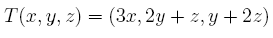 T(x, y, z) = (3x, 2y + z, y + 2z)